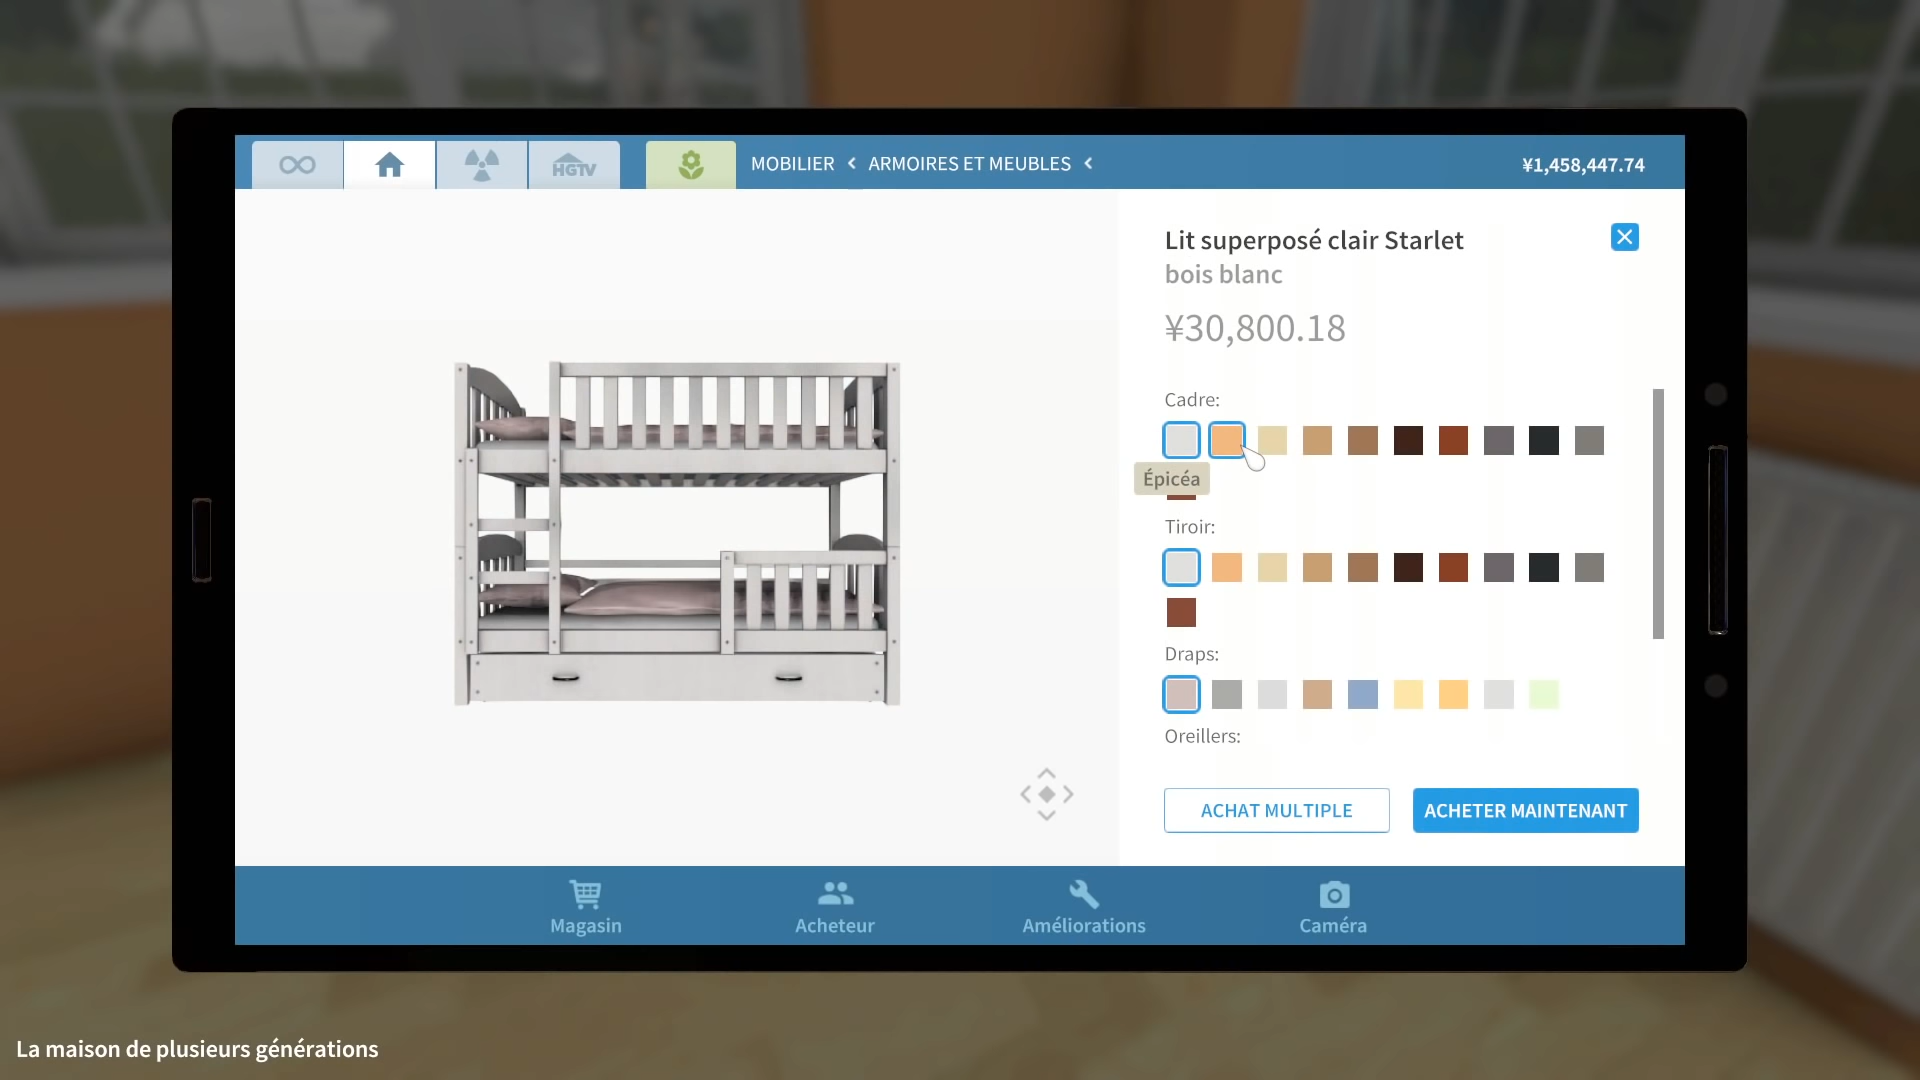 HGTV
MOBILIER < ARMOIRES ET MEUBLES <
¥1,458,447.74
Lit superposé clair Starlet
bois blanc
¥30,800.18
Cadre:
Épicéa
Tiroir:
Draps:
Oreillers:
ACHAT MULTIPLE
ACHETER MAINTENANT
Magasin
Acheteur
Améliorations
Caméra
La maison de plusieurs générations